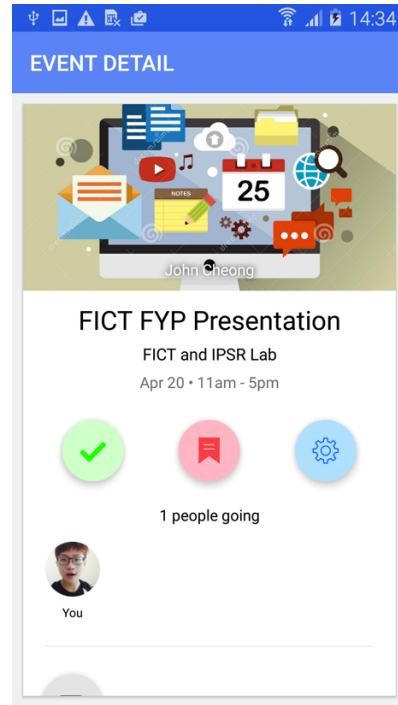 14:34
EVENT DETAIL
NOTES
25
John Cheong
FICT FYP Presentation
FICT and IPSR Lab
Apr 20 • 11am - 5pm
1 people going
You